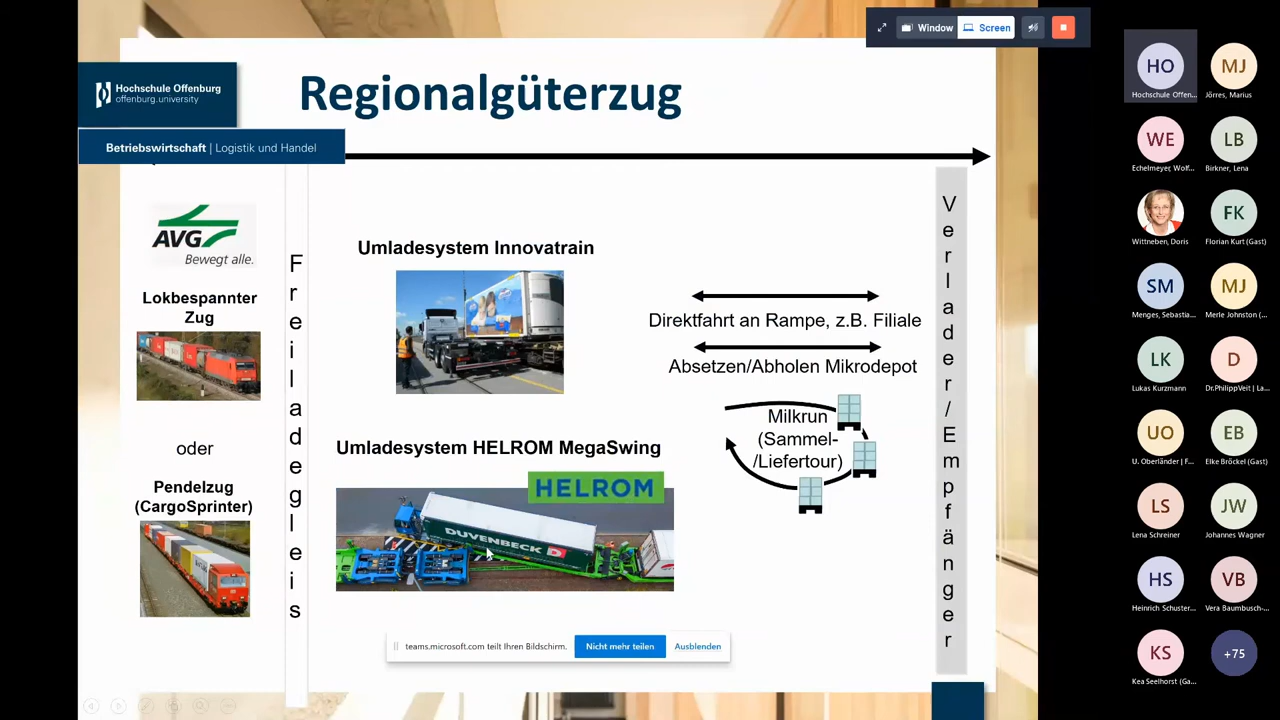 Window
Screen
Hochschule Offenburg
offenburg.university
Betriebswirtschaft | Logistik und Handel
Regionalgüterzug
AVG
Bewegt alle.
Lokbespannter
Zug
oder
Pendelzug
(CargoSprinter)
Freiladegleis
Umladesystem Innovatrain
Umladesystem HELROM MegaSwing
HELROM
DUVENBECK
Direktfahrt an Rampe, z.B. Filiale
Absetzen/Abholen Mikrodepot
Milkrun
(Sammel-
/Liefertour)
Verlader/Empfänger
teams.microsoft.com teilt Ihren Bildschirm.
Nicht mehr teilen
Ausblenden
HO
Hochschule Offen...
MJ
Jörres, Marius
WE
Echelmeyer, Wolf...
LB
Birkner, Lena
Wittneben, Doris
FK
Florian Kurt (Gast)
SM
Menges, Sebastia...
MJ
Merle Johnston (...
LK
Lukas Kurzmann
D
Dr.PhilippVeit | La...
UO
U. Oberländer | F...
EB
Elke Bröckel (Gast)
LS
Lena Schreiner
JW
Johannes Wagner
HS
Heinrich Schuster...
VB
Vera Baumbusch-...
KS
Kea Seelhorst (Ga...
+75